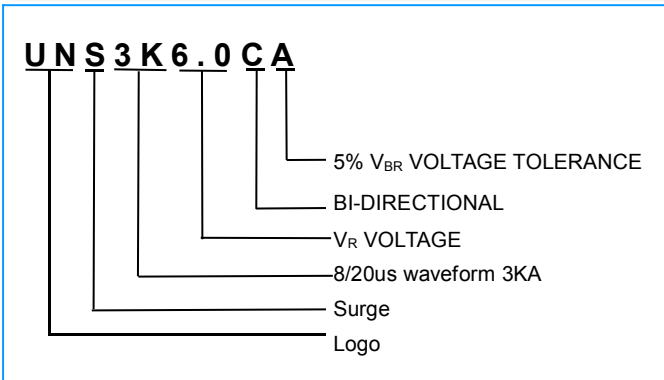 UNS3K6.0CA
5% VBR VOLTAGE TOLERANCE
BI-DIRECTIONAL
VR VOLTAGE
8/20us waveform 3KA
Surge
Logo